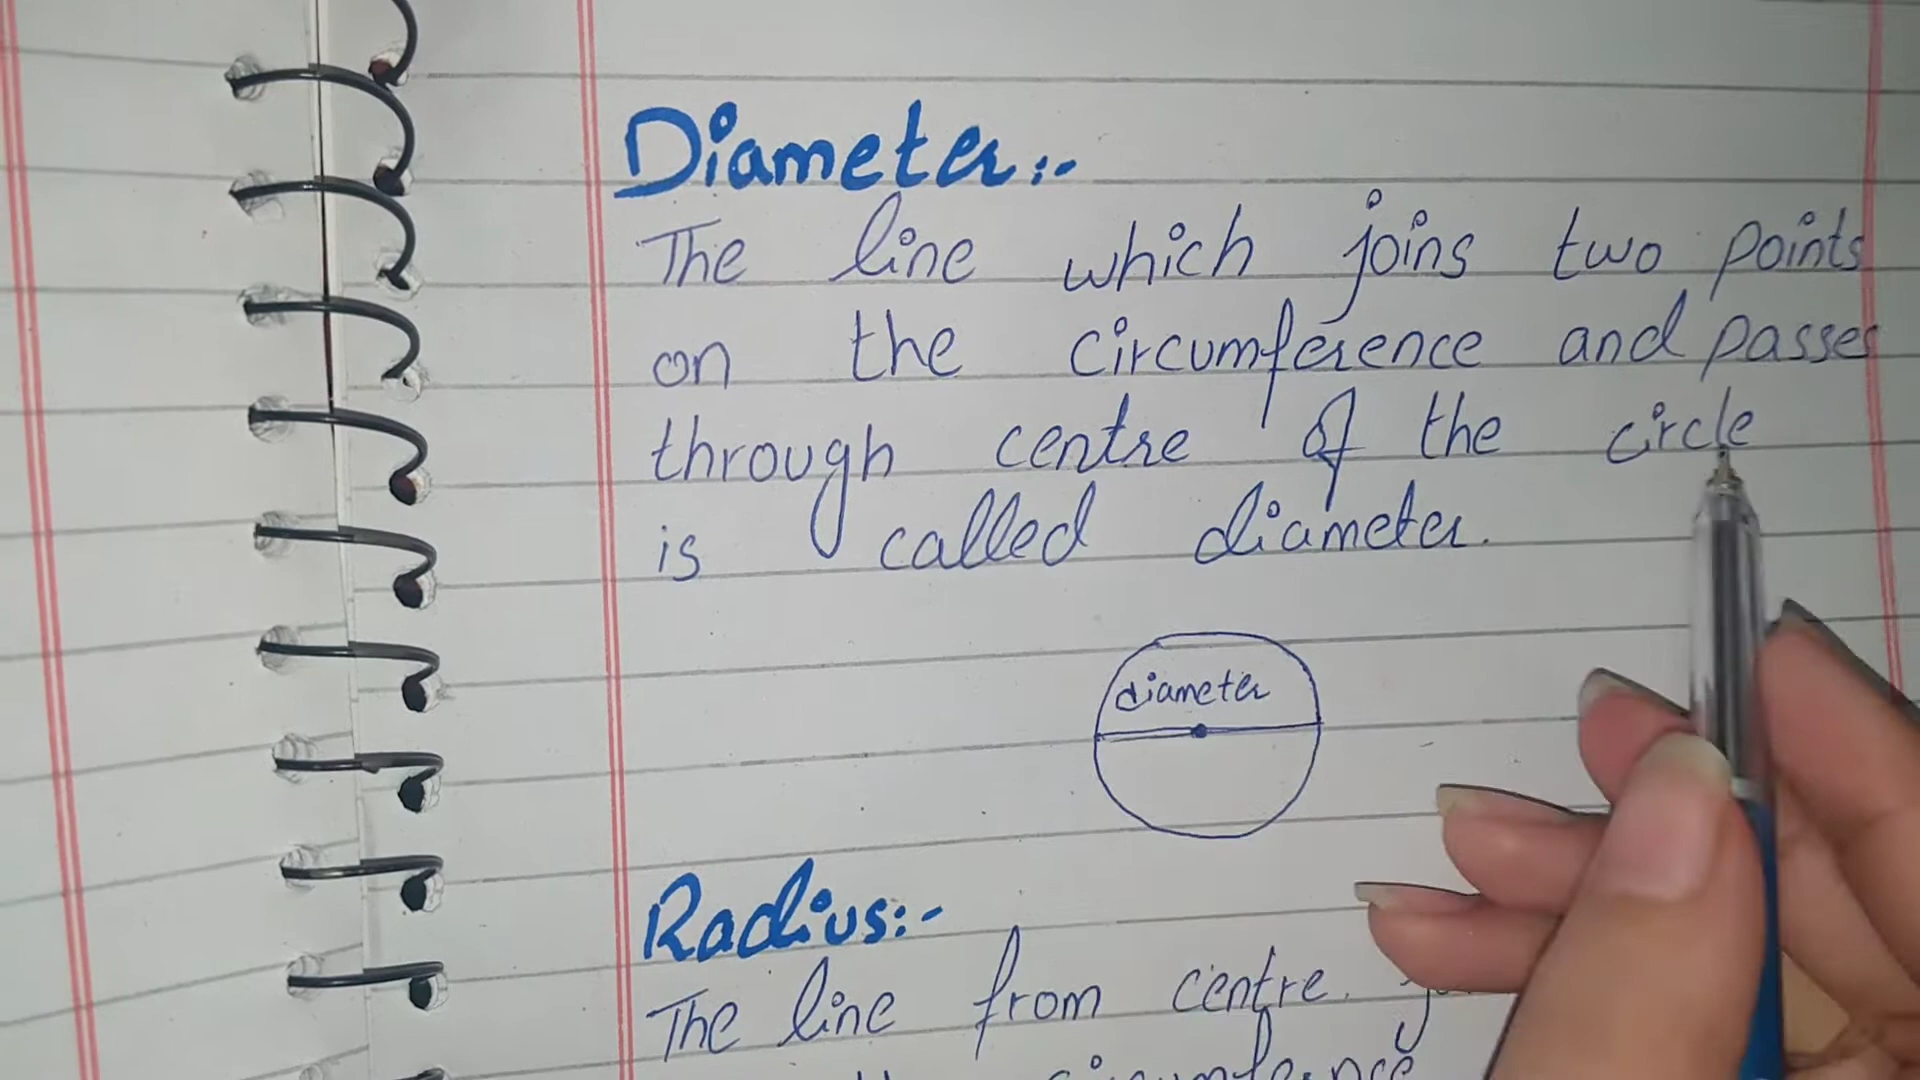 Diameter:-
The line which joins two points
on the circumference and passes
through centre of the circle
is called diameter.
diameter
Radius:-
The line from centre
circumference